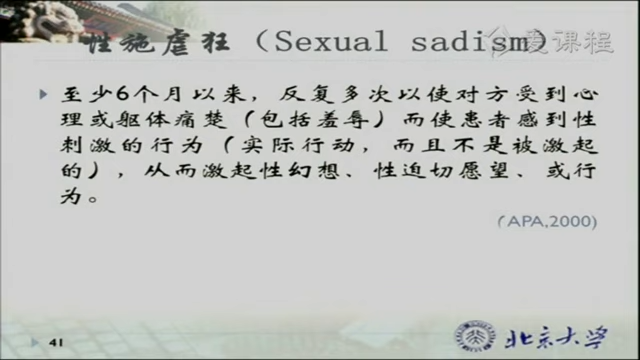 性施虐狂（Sexual sadism）
爱课程
至少6个月以来，反复多次以使对方受到心
理或躯体痛楚（包括羞辱）而使患者感到性
刺激的行为（实际行动，而且不是被激起
的），从而激起性幻想、性迫切愿望、或行
为。
(APA,2000)
41
北京大学